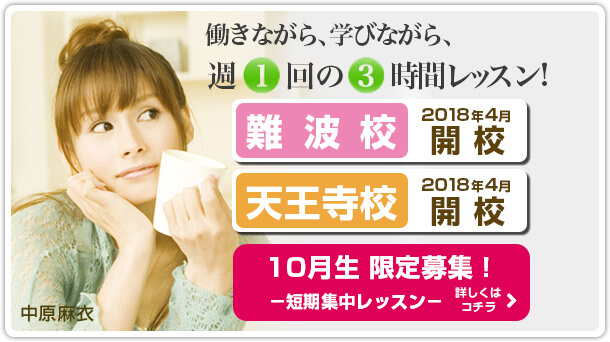 働きながら、学びながら、
週1回の3時間レッスン!
難波校
2018年4月
開校
天王寺校
2018年4月
開校
10月生 限定募集！
ー短期集中レッスンー
詳しくは
コチラ
中原麻衣